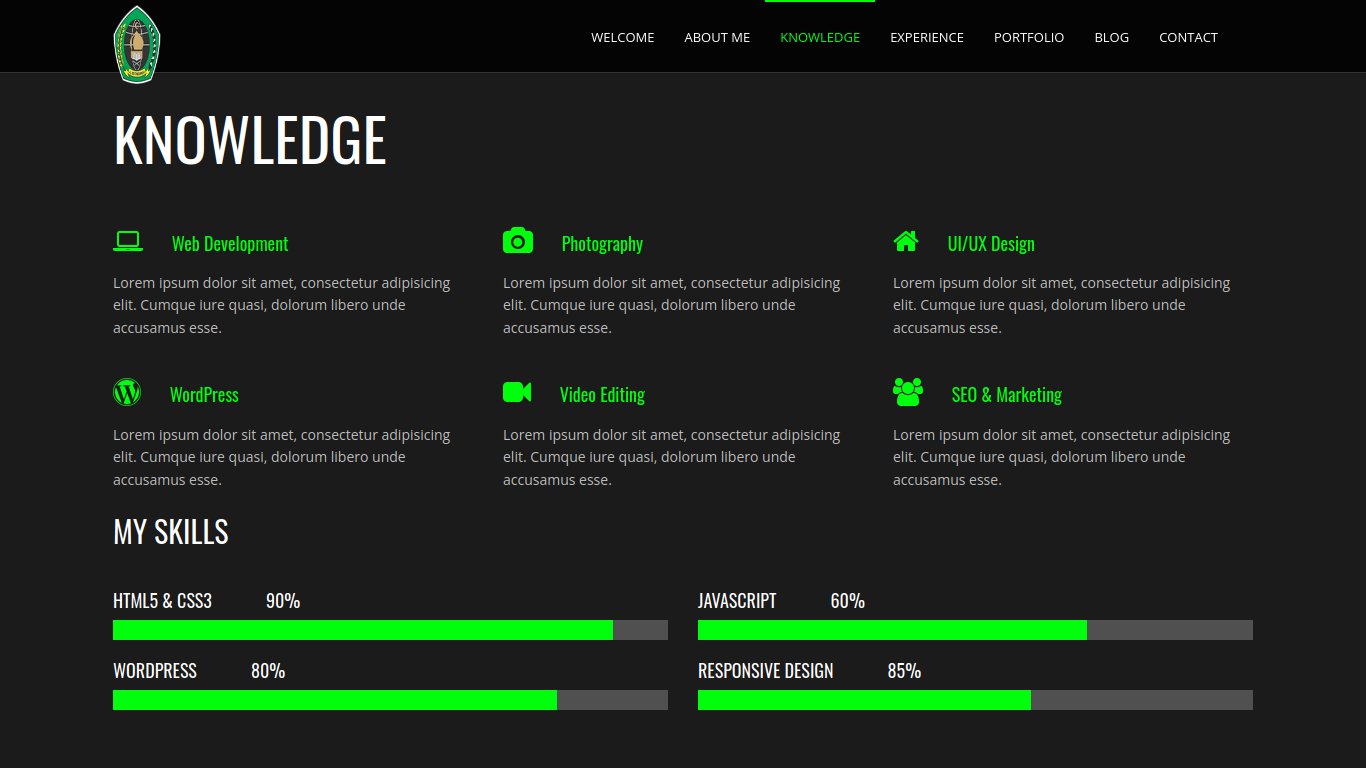 WELCOME ABOUT ME KNOWLEDGE EXPERIENCE PORTFOLIO BLOG CONTACT
KNOWLEDGE
Web Development
Lorem ipsum dolor sit amet, consectetur adipisicing
elit. Cumque iure quasi, dolorum libero unde
accusamus esse.
Photography
Lorem ipsum dolor sit amet, consectetur adipisicing
elit. Cumque iure quasi, dolorum libero unde
accusamus esse.
UI/UX Design
Lorem ipsum dolor sit amet, consectetur adipisicing
elit. Cumque iure quasi, dolorum libero unde
accusamus esse.
WordPress
Lorem ipsum dolor sit amet, consectetur adipisicing
elit. Cumque iure quasi, dolorum libero unde
accusamus esse.
Video Editing
Lorem ipsum dolor sit amet, consectetur adipisicing
elit. Cumque iure quasi, dolorum libero unde
accusamus esse.
SEO & Marketing
Lorem ipsum dolor sit amet, consectetur adipisicing
elit. Cumque iure quasi, dolorum libero unde
accusamus esse.
MY SKILLS
HTML5 & CSS3 90%
JAVASCRIPT 60%
WORDPRESS 80%
RESPONSIVE DESIGN 85%